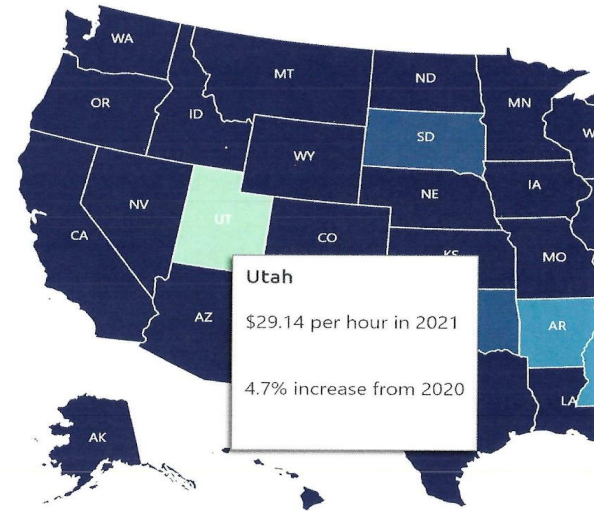 WA
MT
ND
MN
OR
ID
SD
WY
W
IA
NE
NV
UT
CA
CO
KS
MO
Utah
$29.14 per hour in 2021
4.7% increase from 2020
AZ
AR
LA
AK